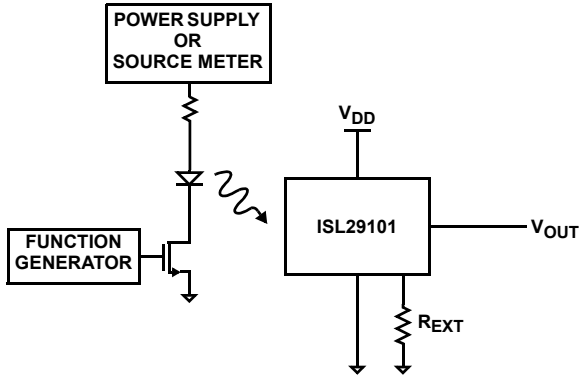 POWER SUPPLY
OR
SOURCE METER
VDD
ISL29101
VOUT
FUNCTION
GENERATOR
REXT